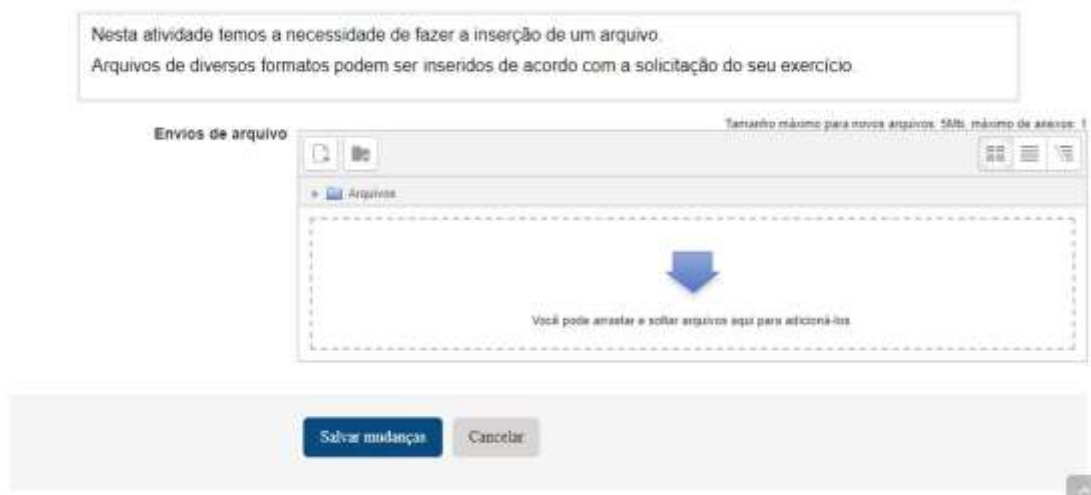 Nesta atividade temos a necessidade de fazer a inserção de um arquivo.
Arquivos de diversos formatos podem ser inseridos de acordo com a solicitação do seu exercício.
Tamanho máximo para novos arquivos: 5Mb, máximo de anexos: 1
Envios de arquivo
Arquivos
Você pode arrastar e soltar arquivos aqui para adicioná-los
Salvar mudanças
Cancelar